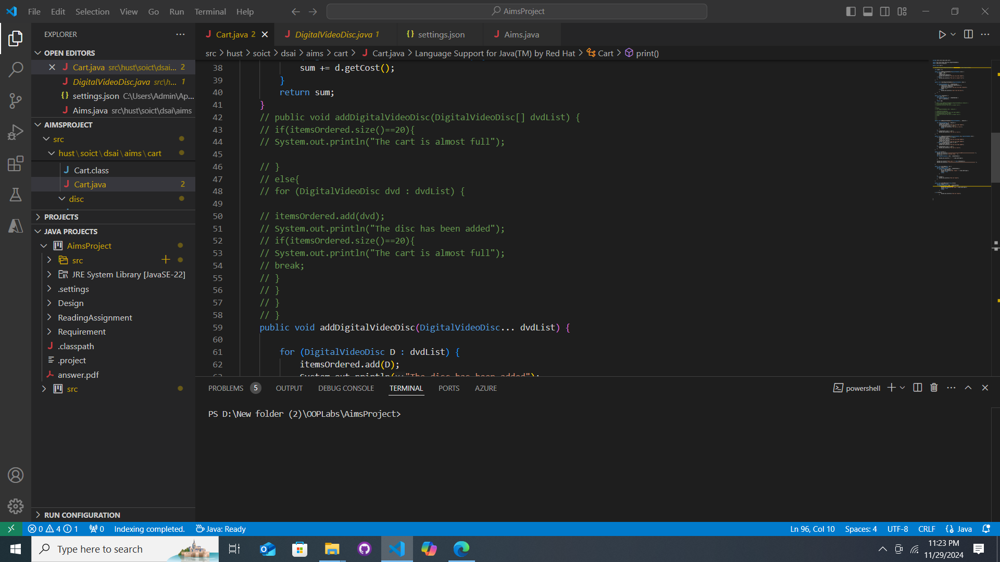 File Edit Selection View Go Run Terminal Help
AimsProject
EXPLORER
OPEN EDITORS
Cart.java src\hust\soict\dsai... 2
DigitalVideoDisc.java src\h... 1
{} settings.json C:\Users\Admin\Ap...
Aims.java src\hust\soict\dsai\aims
AIMSPROJECT
src
hust\soict\dsai\aims\cart
Cart.class
Cart.java 2
disc
PROJECTS
JAVA PROJECTS
AimsProject
src
JRE System Library [JavaSE-22]
.settings
Design
ReadingAssignment
Requirement
.classpath
.project
answer.pdf
src
RUN CONFIGURATION
Cart.java 2
DigitalVideoDisc.java 1
{} settings.json
Aims.java
src > hust > soict > dsai > aims > cart > Cart.java > Language Support for Java(TM) by Red Hat > Cart > print()
38 sum += d.getCost();
39 }
40 return sum;
41 }
42 // public void addDigitalVideoDisc(DigitalVideoDisc[] dvdList) {
43 // if(itemsOrdered.size()==20){
44 // System.out.println("The cart is almost full");
45
46 // }
47 // else{
48 // for (DigitalVideoDisc dvd : dvdList) {
49
50 // itemsOrdered.add(dvd);
51 // System.out.println("The disc has been added");
52 // if(itemsOrdered.size()==20){
53 // System.out.println("The cart is almost full");
54 // break;
55 // }
56 // }
57 // }
58 // }
59 public void addDigitalVideoDisc(DigitalVideoDisc... dvdList) {
60
61 for (DigitalVideoDisc D : dvdList) {
62 itemsOrdered.add(D);
63 System.out.println(x:"The disc has been added");
PROBLEMS 5 OUTPUT DEBUG CONSOLE TERMINAL PORTS AZURE
powershell
PS D:\New folder (2)\OOPLabs\AimsProject>
0 4 1 0 Indexing completed. Java: Ready
Ln 96, Col 10 Spaces: 4 UTF-8 CRLF Java
Type here to search
11:23 PM
11/29/2024